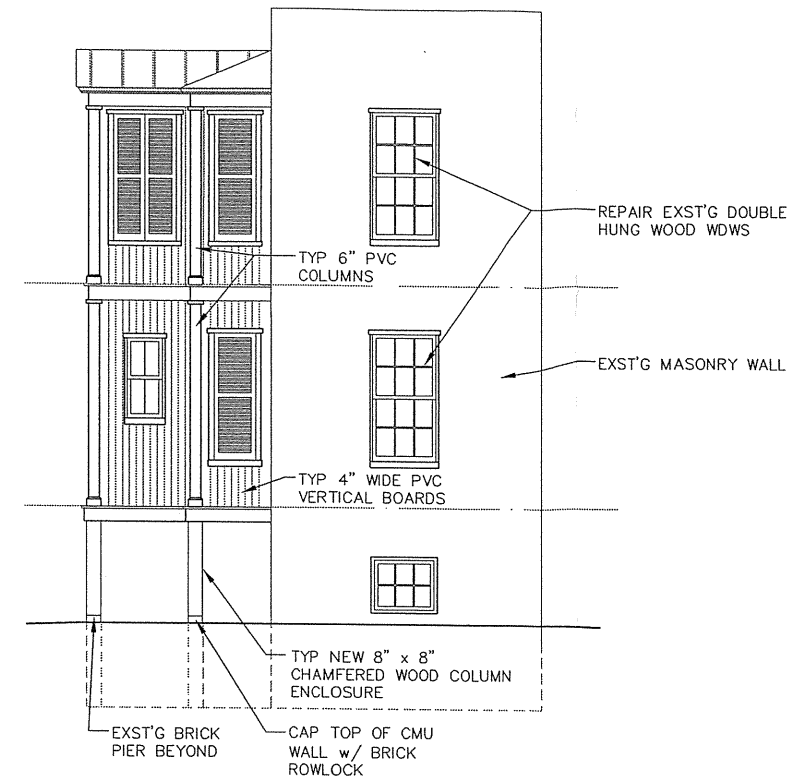 REPAIR EXST'G DOUBLE
HUNG WOOD WDWS
TYP 6" PVC
COLUMNS
EXST'G MASONRY WALL
TYP 4" WIDE PVC
VERTICAL BOARDS
TYP NEW 8" x 8"
CHAMFERED WOOD COLUMN
ENCLOSURE
EXST'G BRICK
PIER BEYOND
CAP TOP OF CMU
WALL w/ BRICK
ROWLOCK